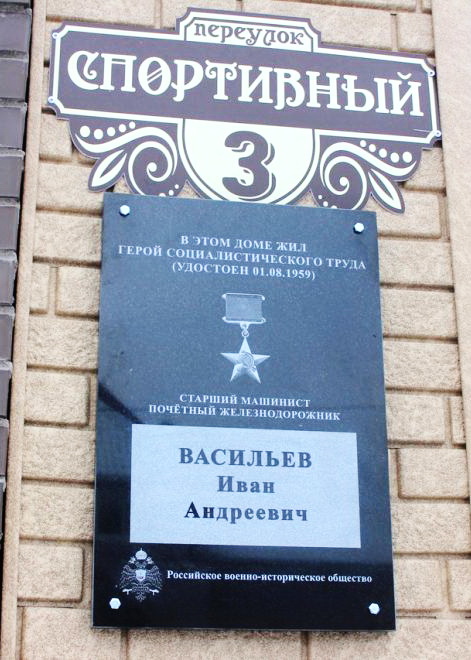 переулок
СПОРТИВНЫЙ
3
В ЭТОМ ДОМЕ ЖИЛ
ГЕРОЙ СОЦИАЛИСТИЧЕСКОГО ТРУДА
(УДОСТОЕН 01.08.1959)
СТАРШИЙ МАШИНИСТ
ПОЧЁТНЫЙ ЖЕЛЕЗНОДОРОЖНИК
ВАСИЛЬЕВ
Иван
Андреевич
Российское военно-историческое общество